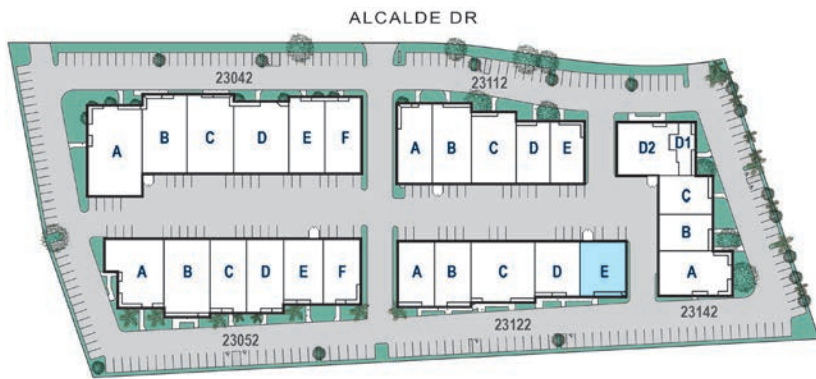 ALCALDE DR
23042
23112
A B C D E F
A B C D E
D2 D1
C
B
A
A B C D E F
A B C D E
23052
23122
23142